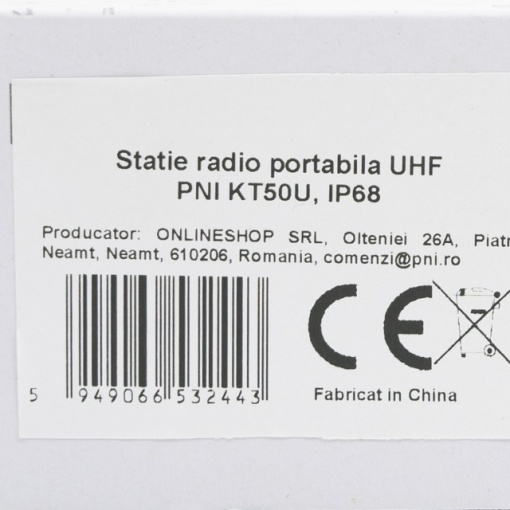 Statie radio portabila UHF
PNI KT50U, IP68
Producator: ONLINESHOP SRL, Olteniei 26A, Piatr
Neamt, Neamt, 610206, Romania, comenzi@pni.ro
5 949066 532443
Fabricat in China